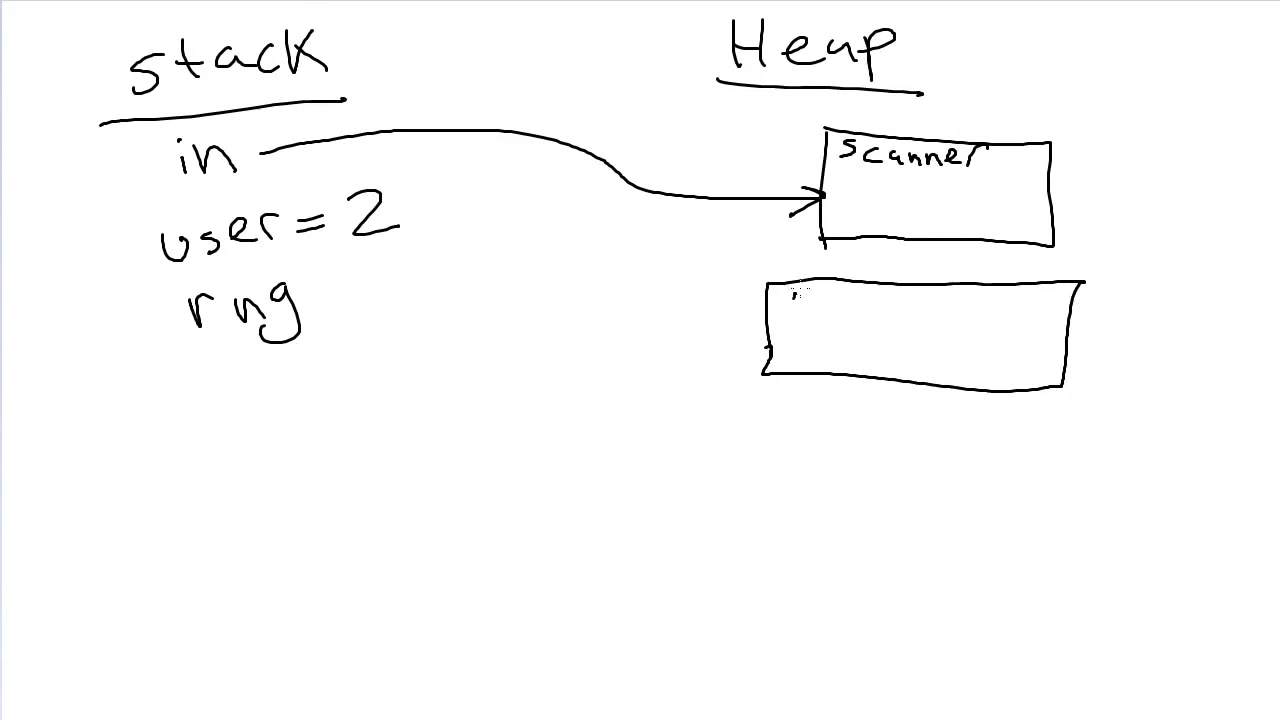 stack
Heap
in
scanner
user = 2
rng